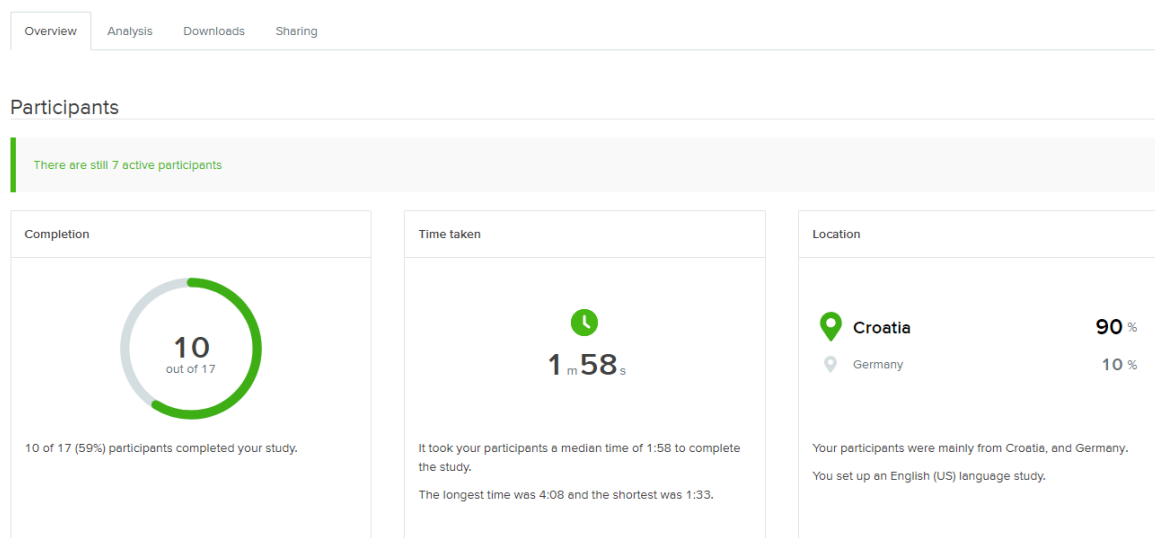 Overview Analysis Downloads Sharing
Participants
There are still 7 active participants
Completion
10
out of 17
10 of 17 (59%) participants completed your study.
Time taken
1 m 58 s
It took your participants a median time of 1:58 to complete
the study.
The longest time was 4:08 and the shortest was 1:33.
Location
Croatia 90 %
Germany 10 %
Your participants were mainly from Croatia, and Germany.
You set up an English (US) language study.